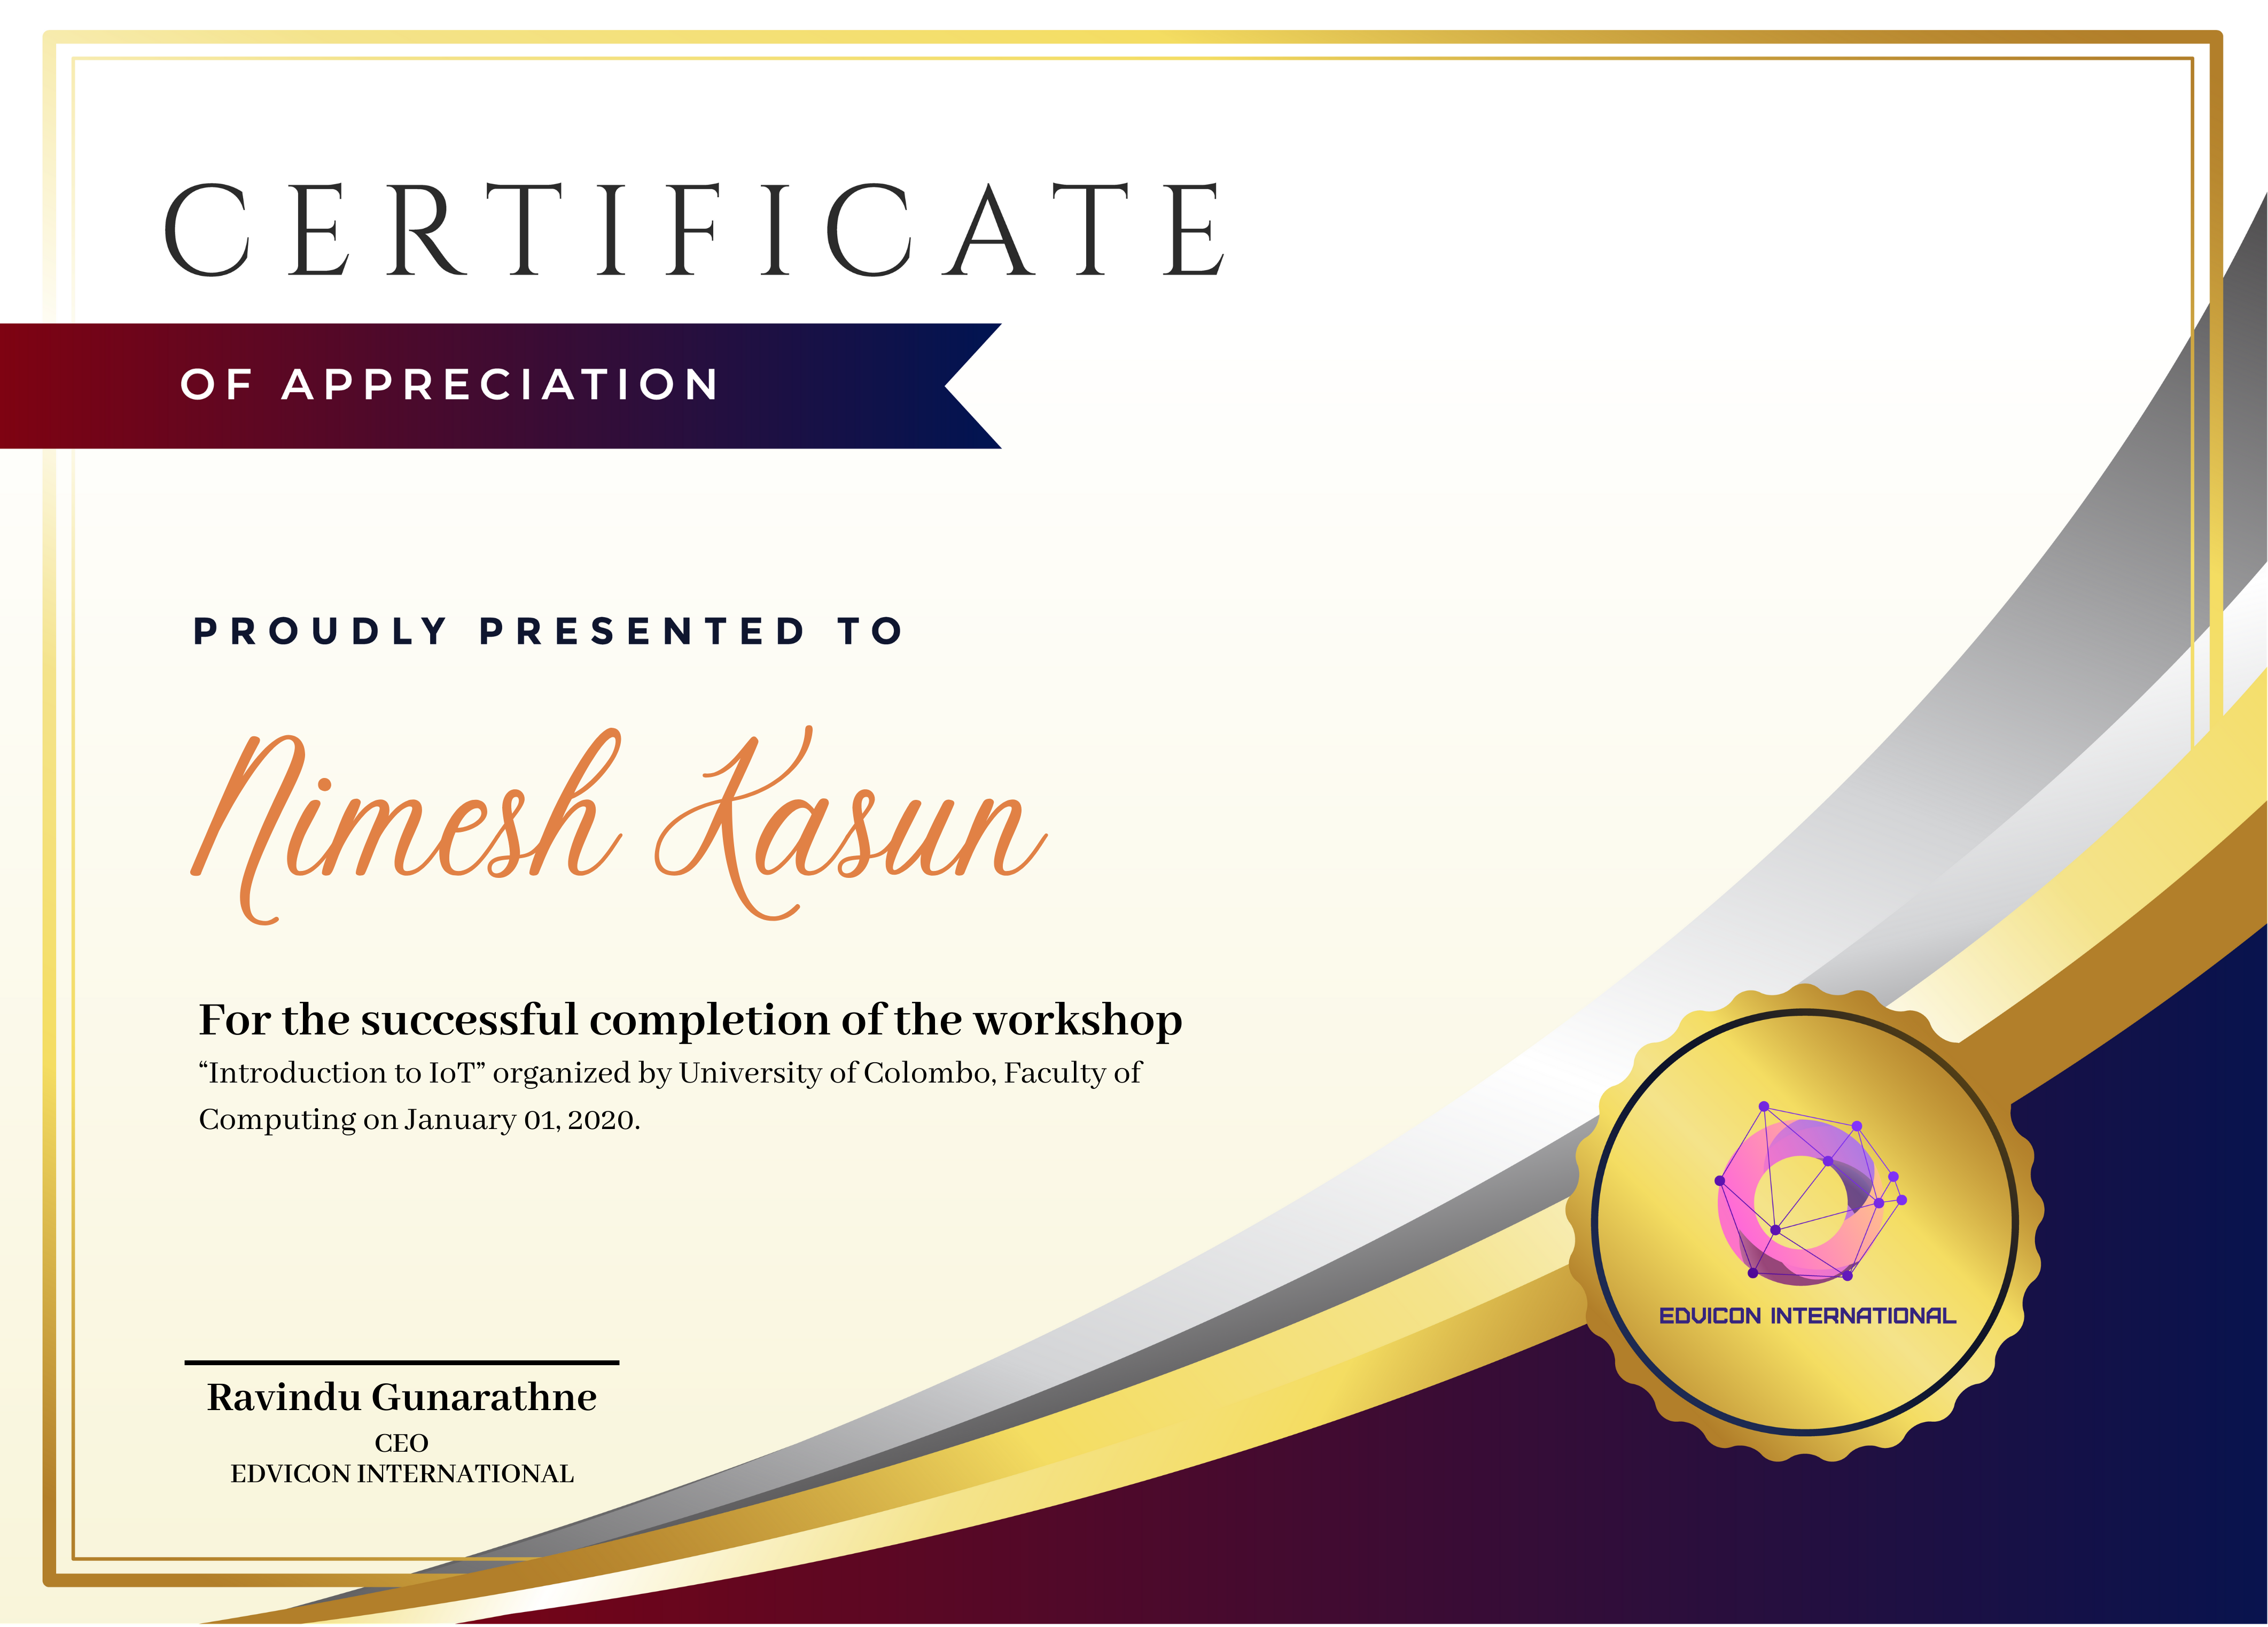 CERTIFICATE
OF APPRECIATION
PROUDLY PRESENTED TO
Nimesh Kasun
For the successful completion of the workshop
“Introduction to IoT” organized by University of Colombo, Faculty of
Computing on January 01, 2020.
EDVICON INTERNATIONAL
Ravindu Gunarathne
CEO
EDVICON INTERNATIONAL